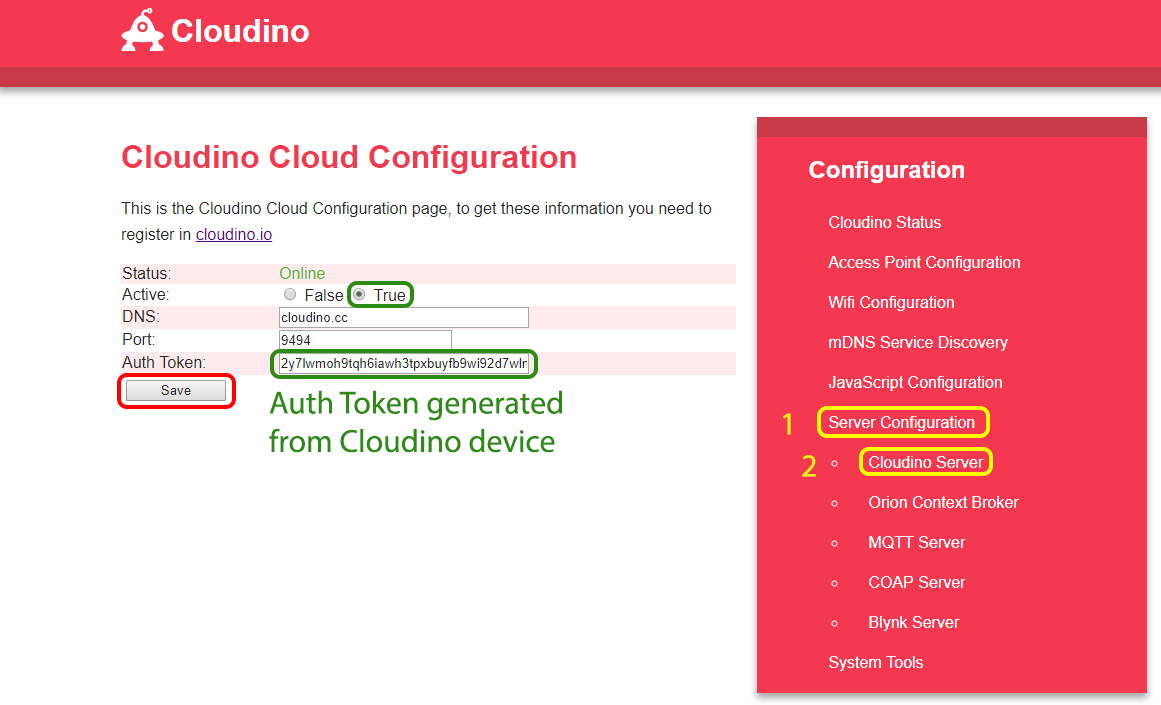 Cloudino
Cloudino Cloud Configuration
This is the Cloudino Cloud Configuration page, to get these information you need to
register in cloudino.io
Status: Online
Active: False True
DNS: cloudino.cc
Port: 9494
Auth Token: 2y7lwmoh9tqh6iawh3tpxbuyfb9wi92d7wlr
Save
Auth Token generated
from Cloudino device
Configuration
Cloudino Status
Access Point Configuration
Wifi Configuration
mDNS Service Discovery
JavaScript Configuration
1 Server Configuration
2 Cloudino Server
Orion Context Broker
MQTT Server
COAP Server
Blynk Server
System Tools